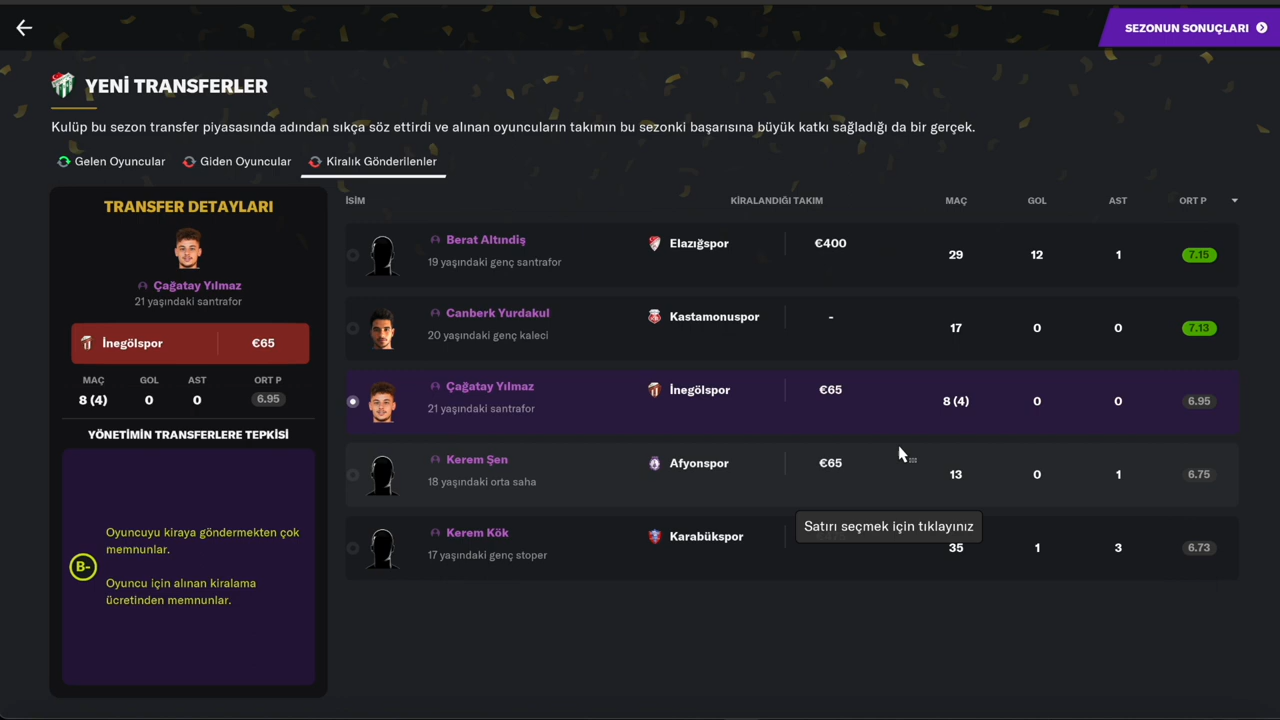 SEZONUN SONUÇLARI
YENİ TRANSFERLER
Kulüp bu sezon transfer piyasasında adından sıkça söz ettirdi ve alınan oyuncuların takımın bu sezonki başarısına büyük katkı sağladığı da bir gerçek.
Gelen Oyuncular Giden Oyuncular Kiralık Gönderilenler
TRANSFER DETAYLARI
Çağatay Yılmaz
21 yaşındaki santrafor
İnegölspor €65
MAÇ GOL AST ORT P
8 (4) 0 0 6.95
YÖNETİMİN TRANSFERLERE TEPKİSİ
B-
Oyuncuyu kiraya göndermekten çok
memnunlar.
Oyuncu için alınan kiralama
ücretinden memnunlar.
İSİM KİRALANDIĞI TAKIM MAÇ GOL AST ORT P
Berat Altındiş Elazığspor €400 29 12 1 7.15
19 yaşındaki genç santrafor
Canberk Yurdakul Kastamonuspor - 17 0 0 7.13
20 yaşındaki genç kaleci
Çağatay Yılmaz İnegölspor €65 8 (4) 0 0 6.95
21 yaşındaki santrafor
Kerem Şen Afyonspor €65 13 0 1 6.75
18 yaşındaki orta saha
Satırı seçmek için tıklayınız
Kerem Kök Karabükspor 35 1 3 6.73
17 yaşındaki genç stoper